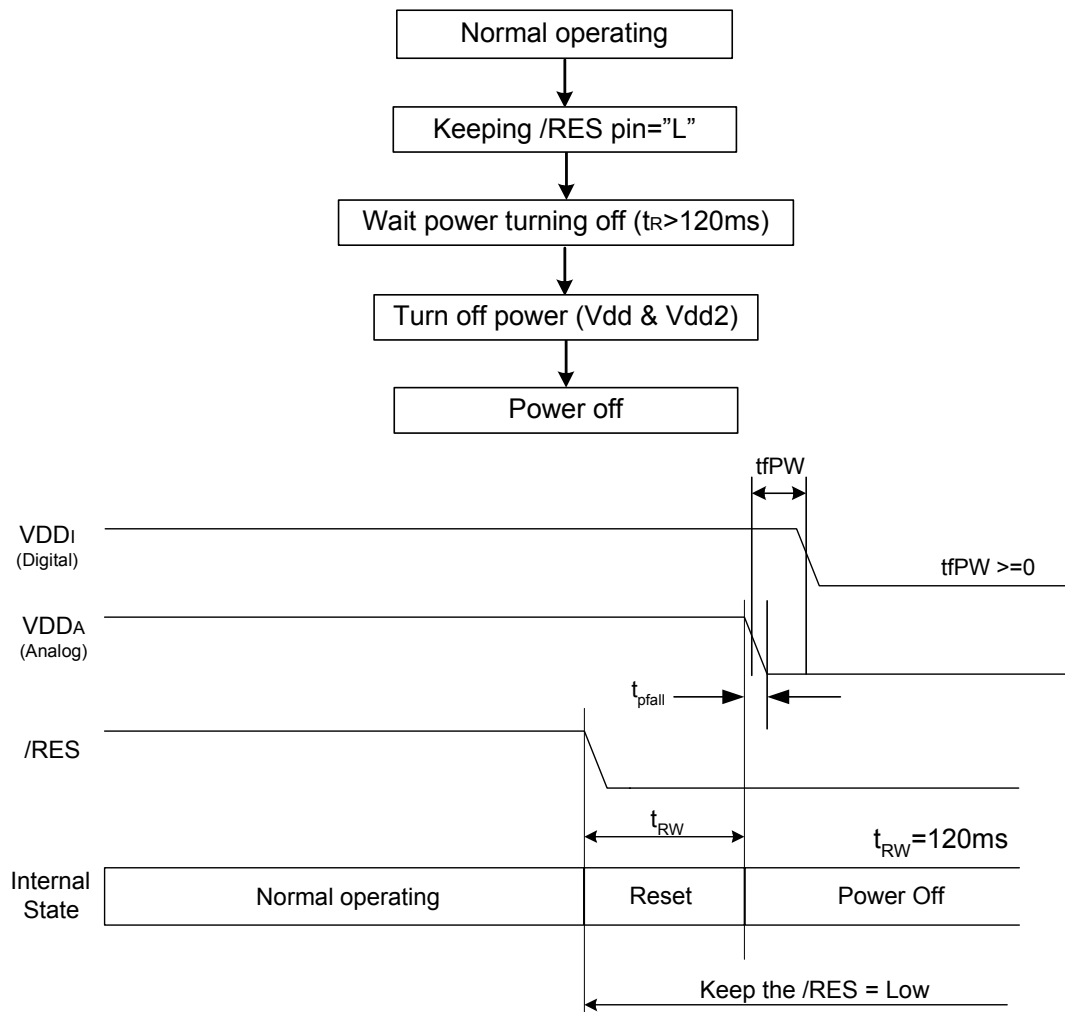 Normal operating
Keeping /RES pin=”L”
Wait power turning off (tR>120ms)
Turn off power (Vdd & Vdd2)
Power off
tfPW
VDDI
(Digital)
tfPW >=0
VDDA
(Analog)
tpfall
/RES
tRW
tRW=120ms
Internal
State
Normal operating
Reset
Power Off
Keep the /RES = Low